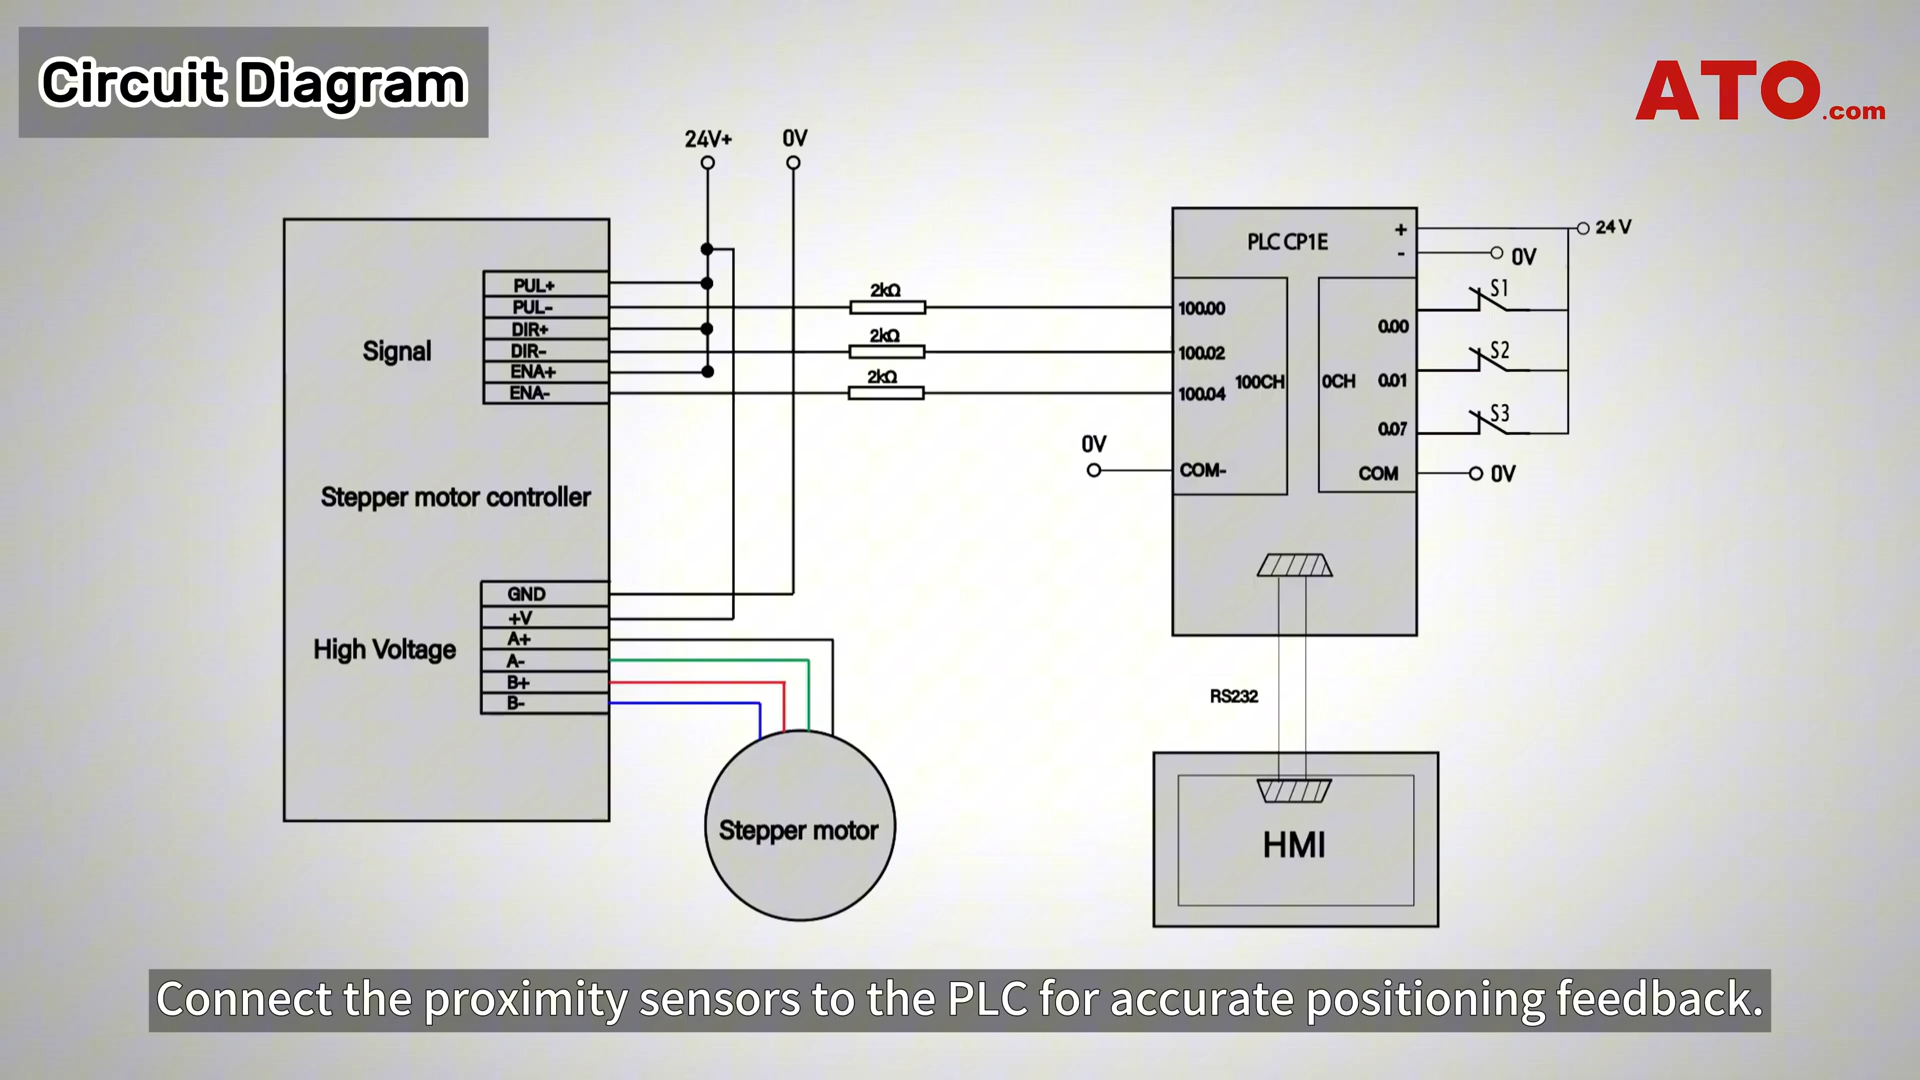 Circuit Diagram
ATO.com
24V+
0V
PUL+
PUL-
DIR+
DIR-
ENA+
ENA-
Signal
Stepper motor controller
GND
+V
A+
A-
B+
B-
High Voltage
Stepper motor
2kΩ
2kΩ
2kΩ
PLC CP1E
+
-
24V
0V
100.00
100.02
100.04
100CH
COM-
0V
0CH
0.00
0.01
0.07
COM
0V
S1
S2
S3
RS232
HMI
Connect the proximity sensors to the PLC for accurate positioning feedback.